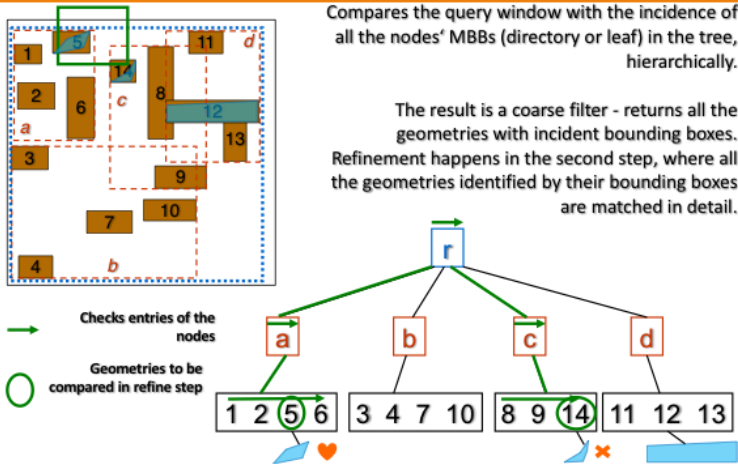 Compares the query window with the incidence of
all the nodes‘ MBBs (directory or leaf) in the tree,
hierarchically.
The result is a coarse filter - returns all the
geometries with incident bounding boxes.
Refinement happens in the second step, where all
the geometries identified by their bounding boxes
are matched in detail.
5
11
d
1
14
8
2
6
c
12
a
13
3
9
10
7
4
b
r
Checks entries of the
nodes
a
b
c
d
Geometries to be
compared in refine step
1 2 5 6
3 4 7 10
8 9 14
11 12 13